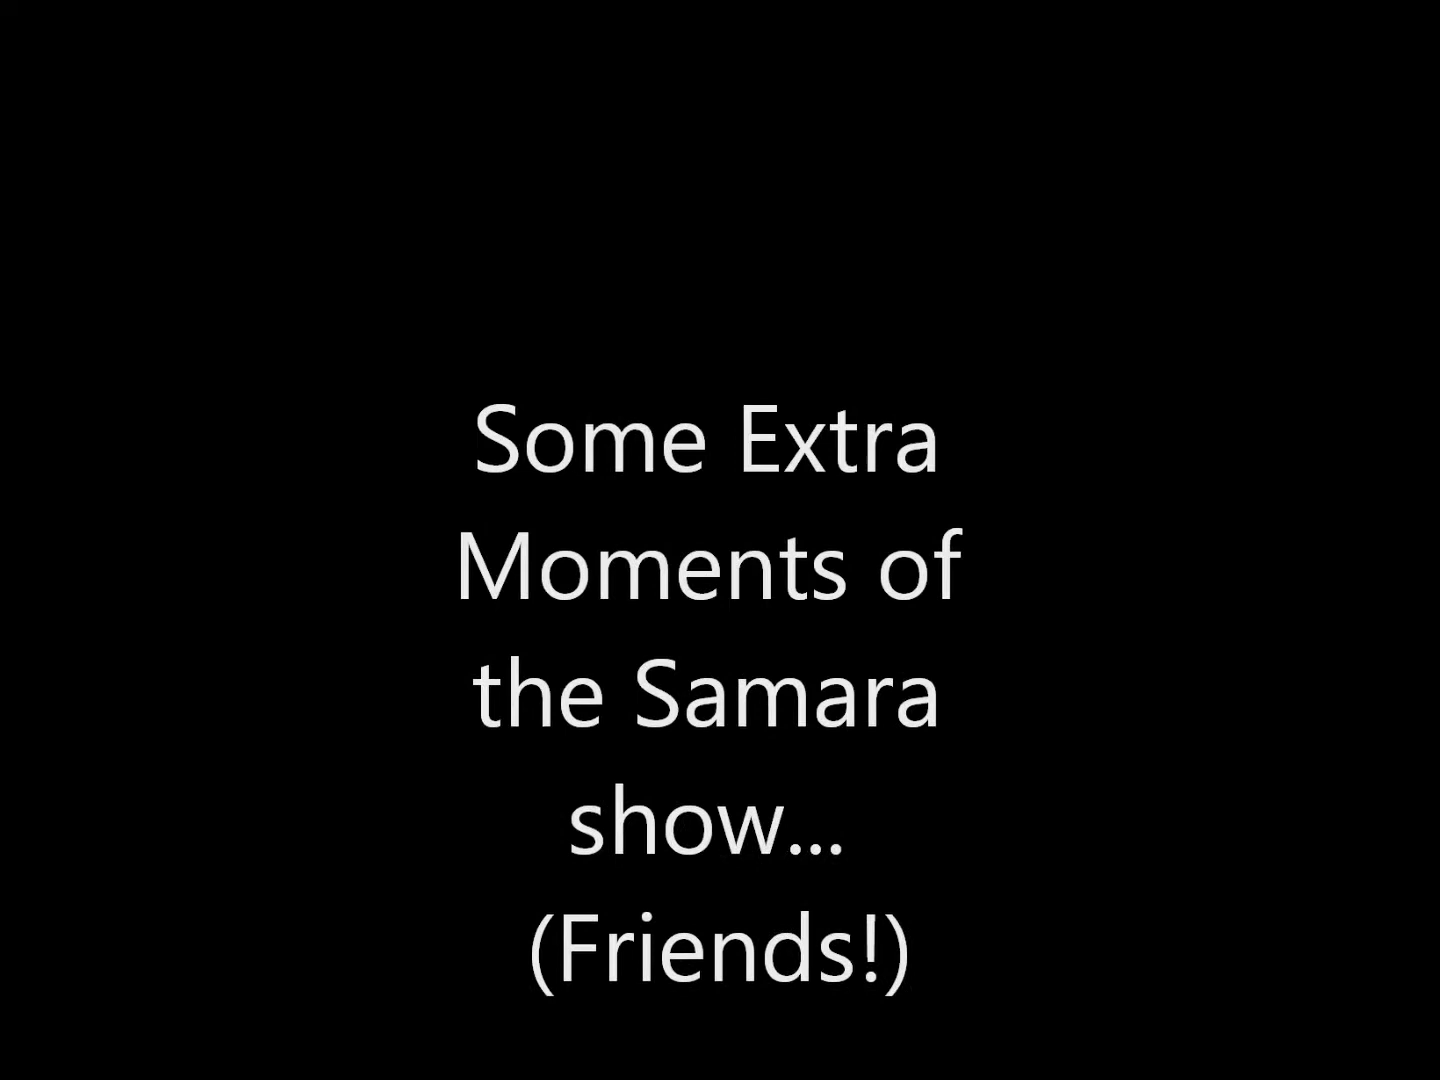 Some Extra
Moments of
the Samara
show...
(Friends!)